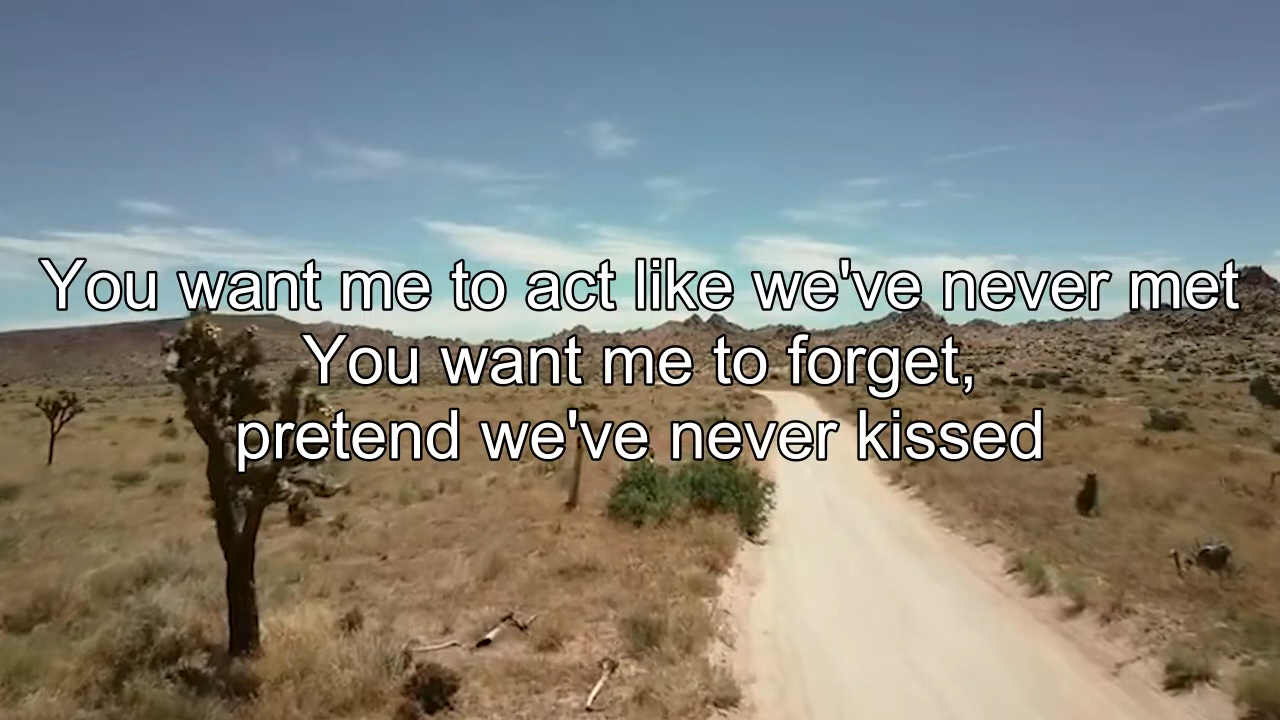 You want me to act like we've never met
You want me to forget,
pretend we've never kissed